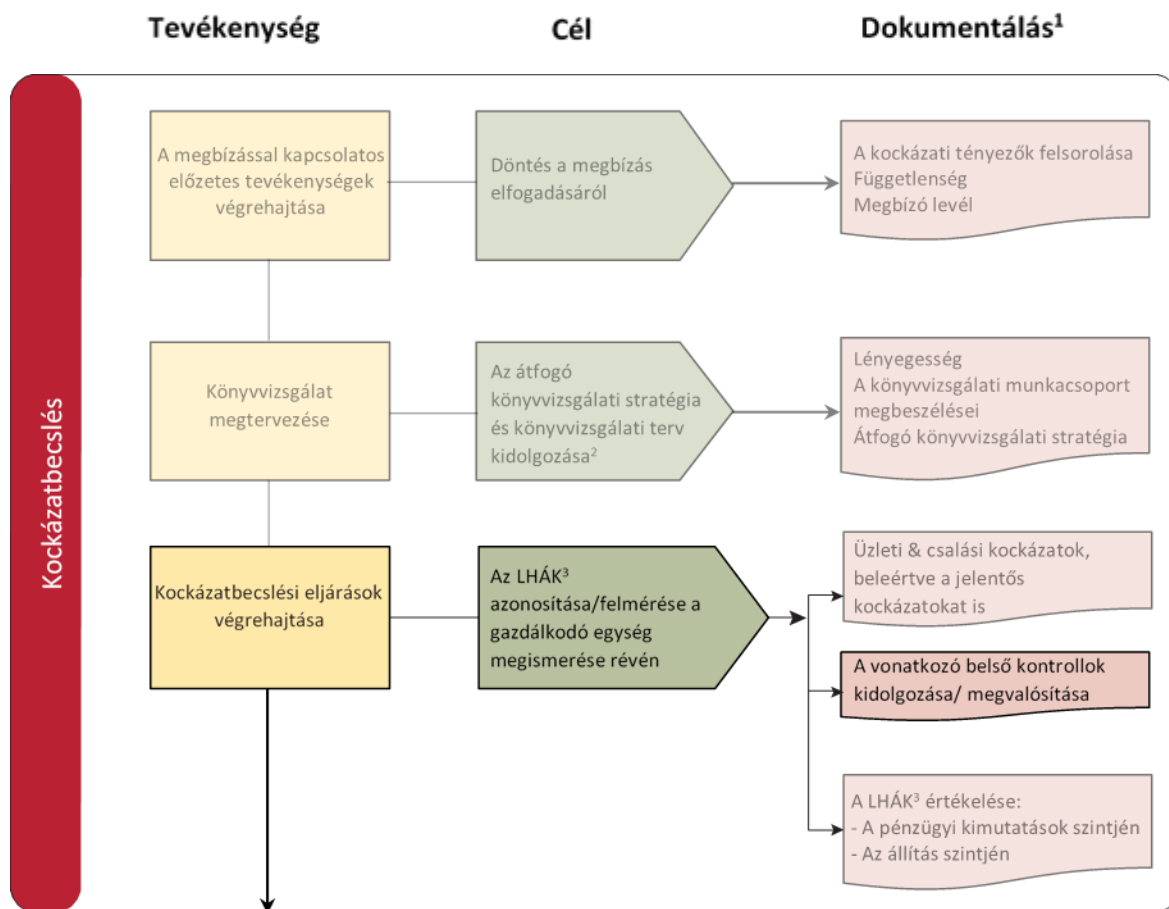 Tevékenység
Cél
Dokumentálás¹
Kockázatbecslés
A megbízással kapcsolatos
előzetes tevékenységek
végrehajtása
Döntés a megbízás
elfogadásáról
A kockázati tényezők felsorolása
Függetlenség
Megbízó levél
Könyvvizsgálat
megtervezése
Az átfogó
könyvvizsgálati stratégia
és könyvvizsgálati terv
kidolgozása²
Lényegesség
A könyvvizsgálati munkacsoport
megbeszélései
Átfogó könyvvizsgálati stratégia
Kockázatbecslési eljárások
végrehajtása
Az LHÁK³
azonosítása/felmérése a
gazdálkodó egység
megismerése révén
Üzleti & csalási kockázatok,
beleértve a jelentős
kockázatokat is
A vonatkozó belső kontrollok
kidolgozása/ megvalósítása
A LHÁK³ értékelése:
- A pénzügyi kimutatások szintjén
- Az állítás szintjén